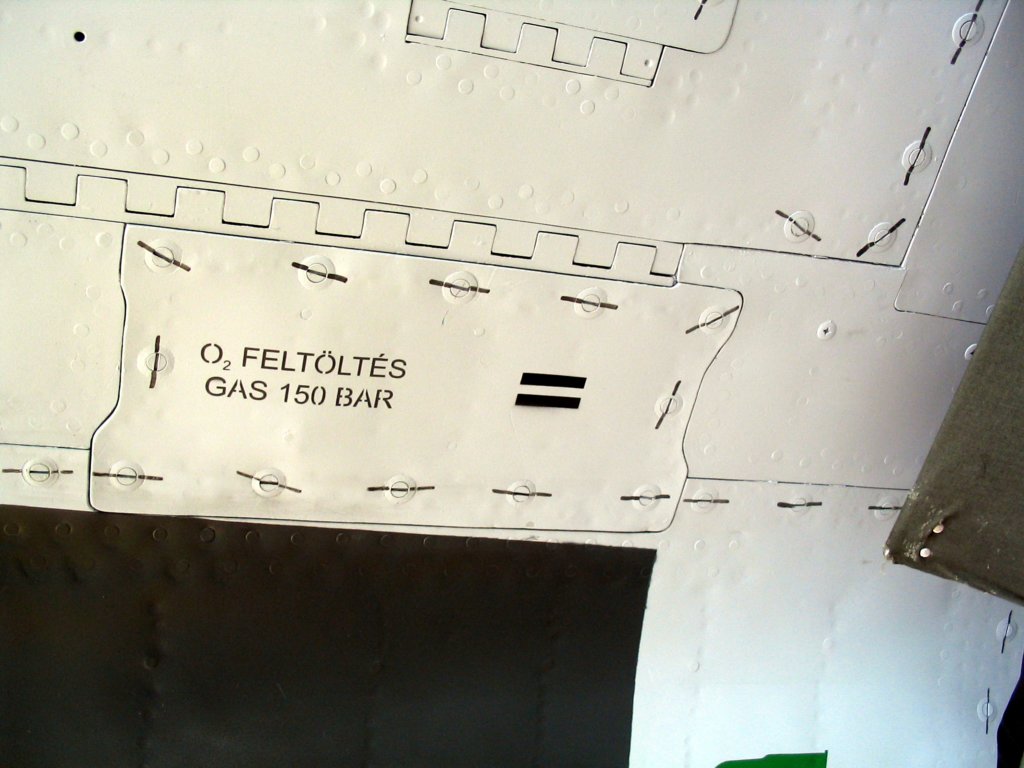 O₂ FELTÖLTÉS
GAS 150 BAR